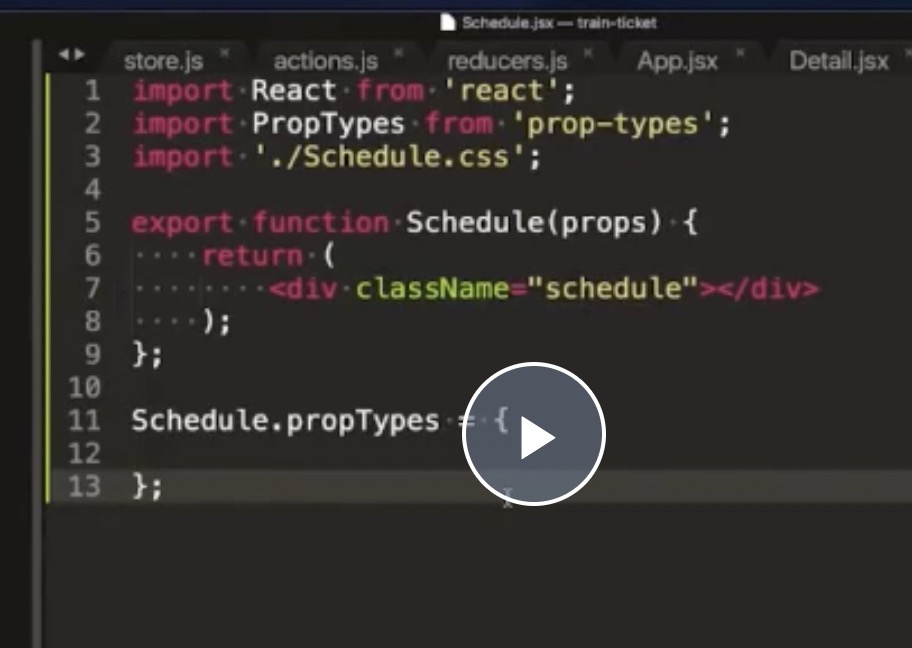 Schedule.jsx — train-ticket
store.js × actions.js × reducers.js × App.jsx × Detail.jsx ×
1 import React from 'react';
2 import PropTypes from 'prop-types';
3 import './Schedule.css';
4
5 export function Schedule(props) {
6     return (
7         <div className="schedule"></div>
8     );
9 };
10
11 Schedule.propTypes = {
12
13 };